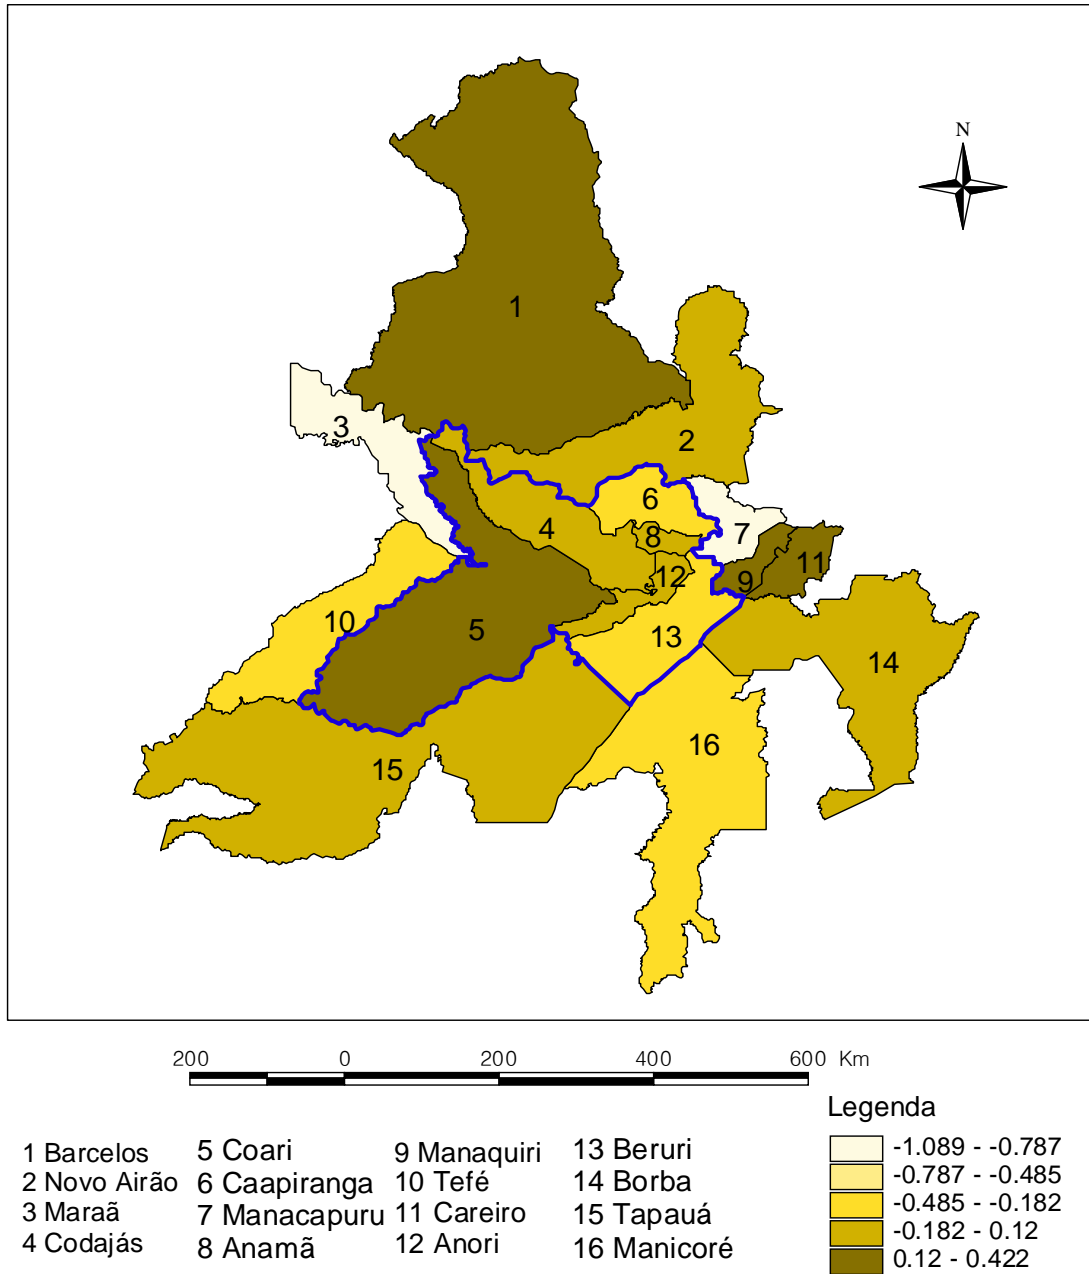 N
1
2
3
4
6
7
8
9
11
12
10
5
13
14
15
16
200 0 200 400 600 Km
Legenda
1 Barcelos
2 Novo Airão
3 Maraã
4 Codajás
5 Coari
6 Caapiranga
7 Manacapuru
8 Anamã
9 Manaquiri
10 Tefé
11 Careiro
12 Anori
13 Beruri
14 Borba
15 Tapauá
16 Manicoré
-1.089 - -0.787
-0.787 - -0.485
-0.485 - -0.182
-0.182 - 0.12
0.12 - 0.422